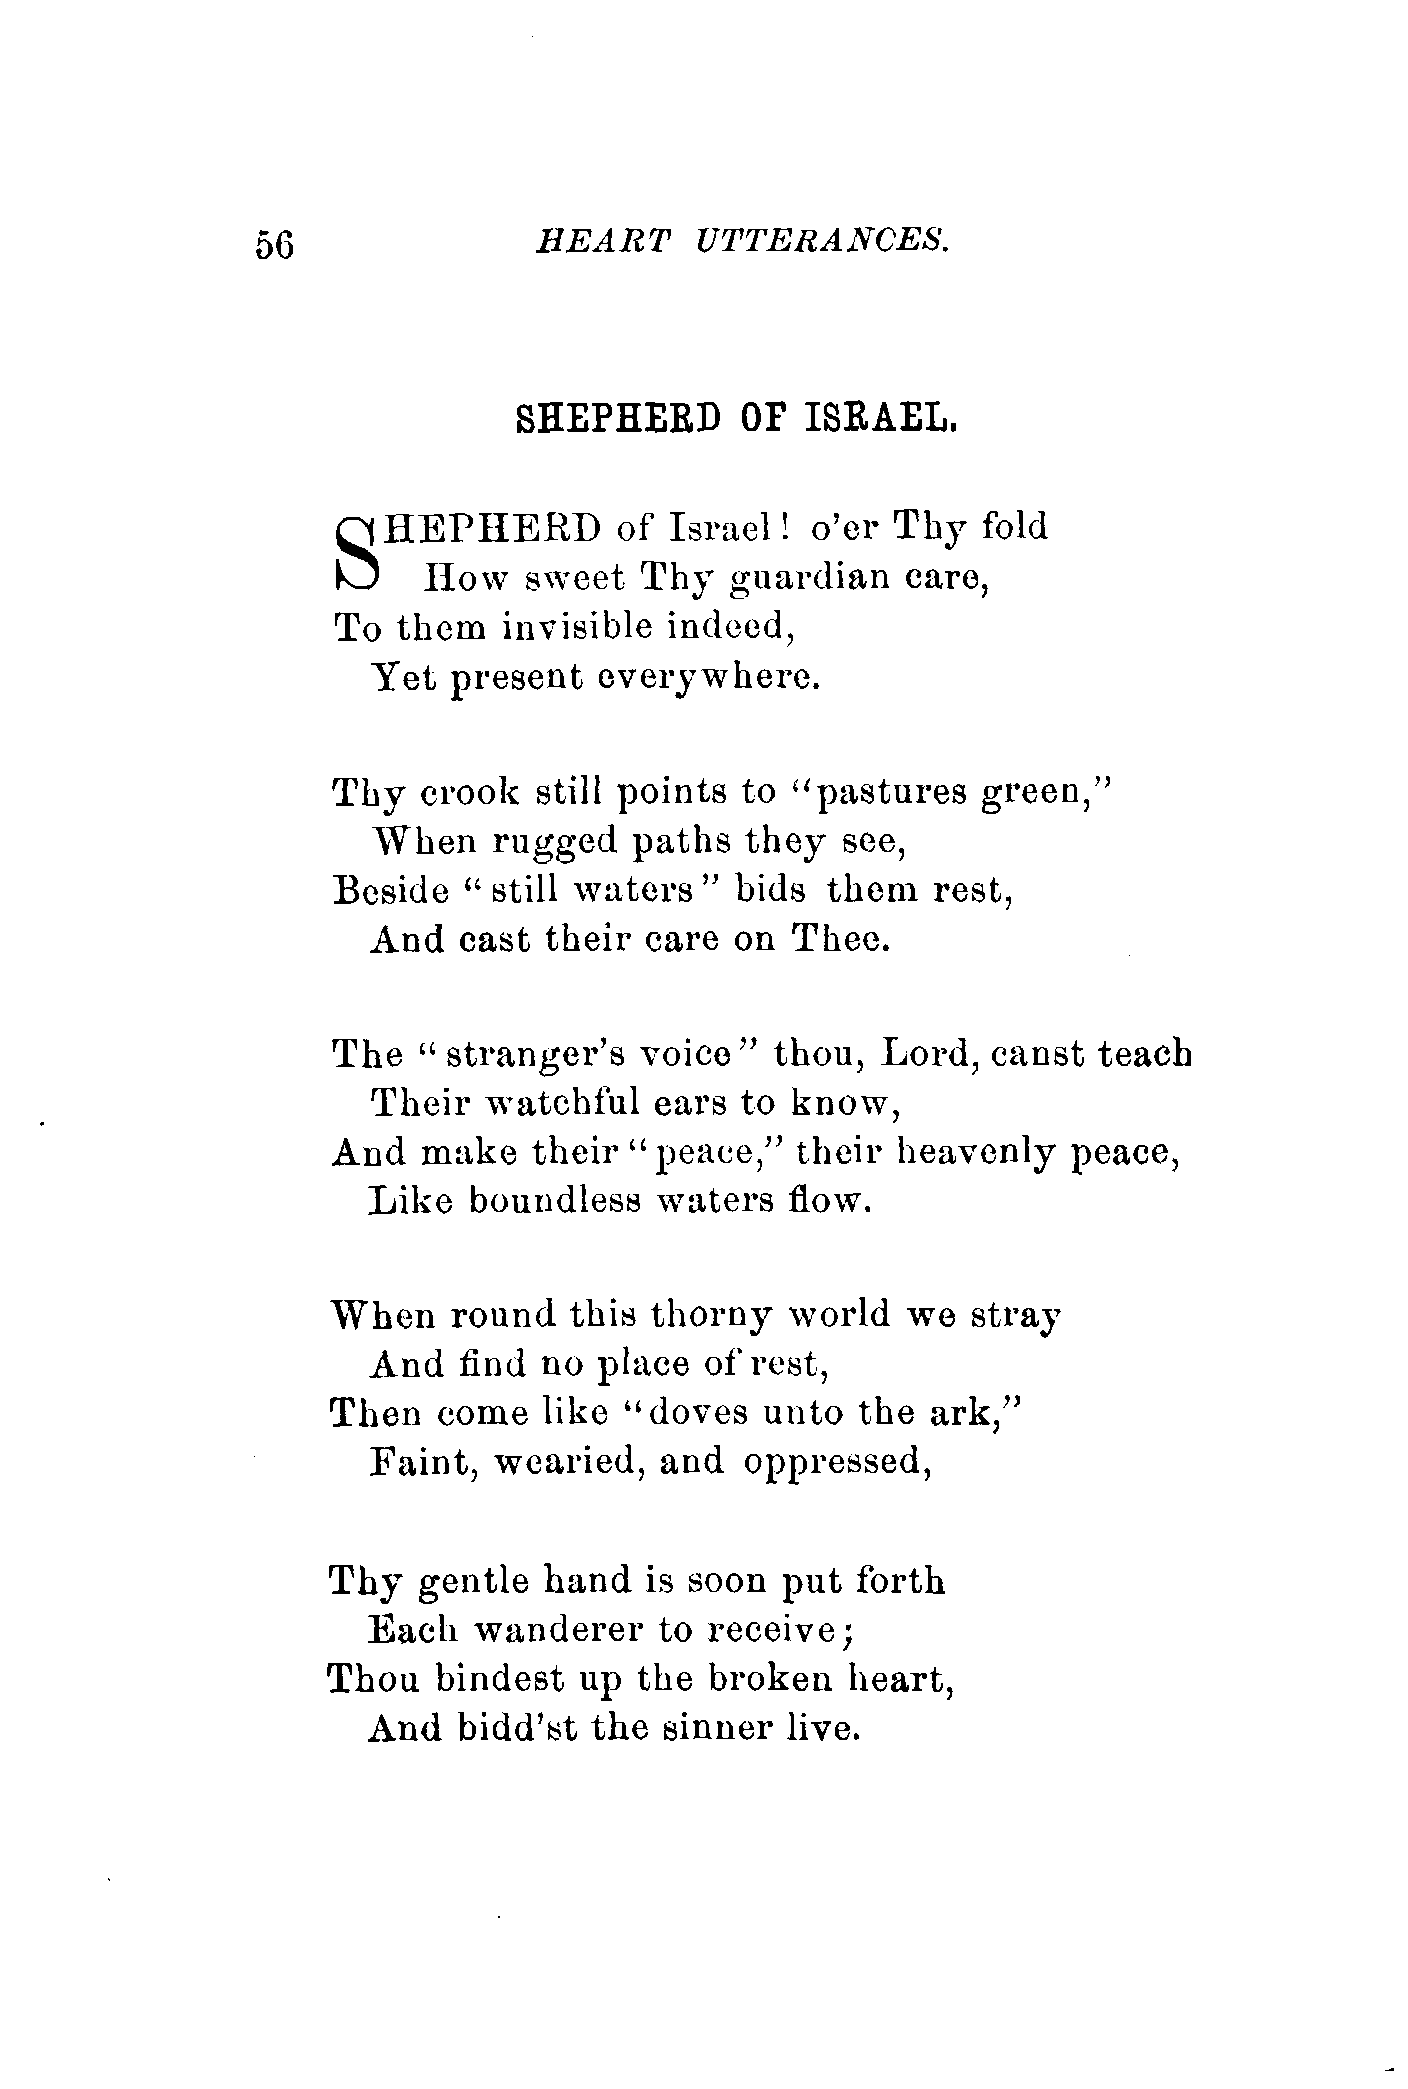 56 HEART UTTERANCES.
SHEPHERD OF ISRAEL.
SHEPHERD of Israel! o'er Thy fold
How sweet Thy guardian care,
To them invisible indeed,
Yet present everywhere.
Thy crook still points to "pastures green,"
When rugged paths they see,
Beside "still waters" bids them rest,
And cast their care on Thee.
The "stranger's voice" thou, Lord, canst teach
Their watchful ears to know,
And make their "peace," their heavenly peace,
Like boundless waters flow.
When round this thorny world we stray
And find no place of rest,
Then come like "doves unto the ark,"
Faint, wearied, and oppressed,
Thy gentle hand is soon put forth
Each wanderer to receive;
Thou bindest up the broken heart,
And bidd'st the sinner live.